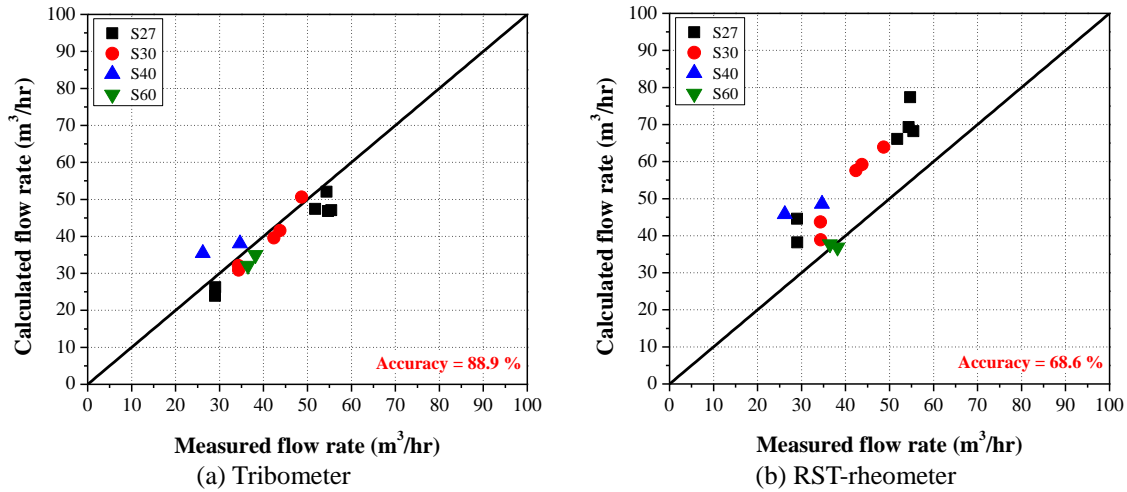 100
90
80
70
60
50
40
30
20
10
0
Calculated flow rate (m³/hr)
S27
S30
S40
S60
Accuracy = 88.9 %
0 10 20 30 40 50 60 70 80 90 100
Measured flow rate (m³/hr)
(a) Tribometer
100
90
80
70
60
50
40
30
20
10
0
Calculated flow rate (m³/hr)
S27
S30
S40
S60
Accuracy = 68.6 %
0 10 20 30 40 50 60 70 80 90 100
Measured flow rate (m³/hr)
(b) RST-rheometer